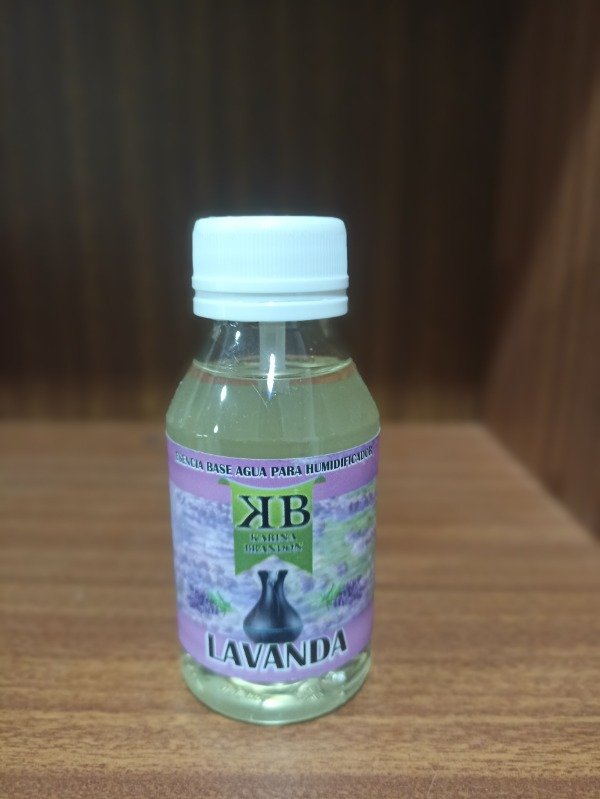 ESENCIA BASE AGUA PARA HUMIDIFICADOR
KB
KARINA
BRANDON
LAVANDA